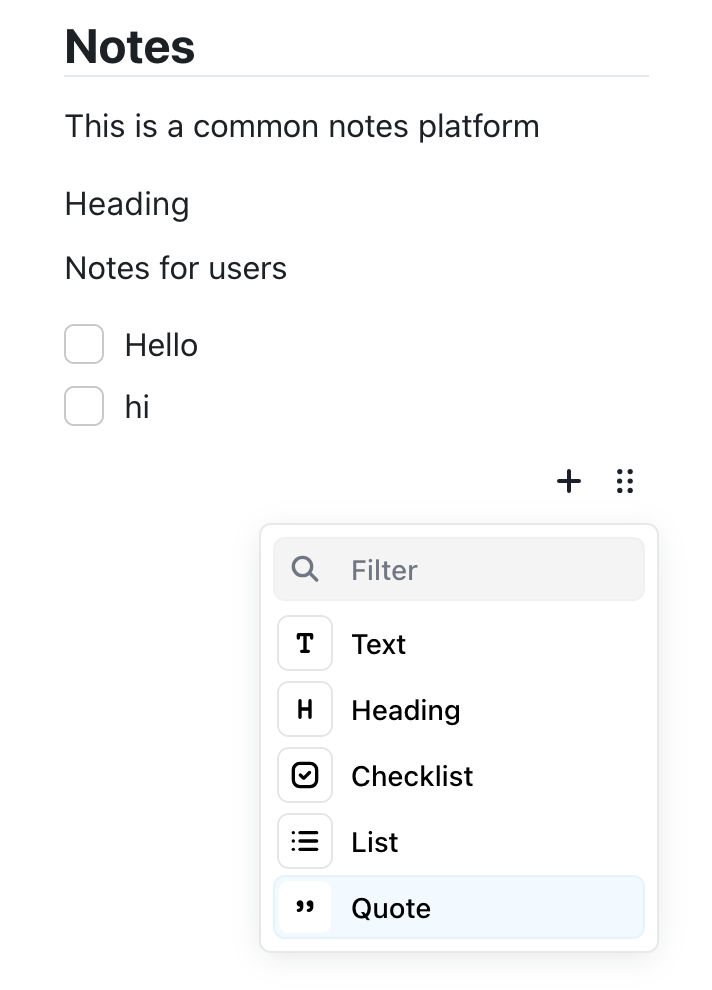 Notes
This is a common notes platform
Heading
Notes for users
Hello
hi
Filter
T Text
H Heading
Checklist
List
” Quote